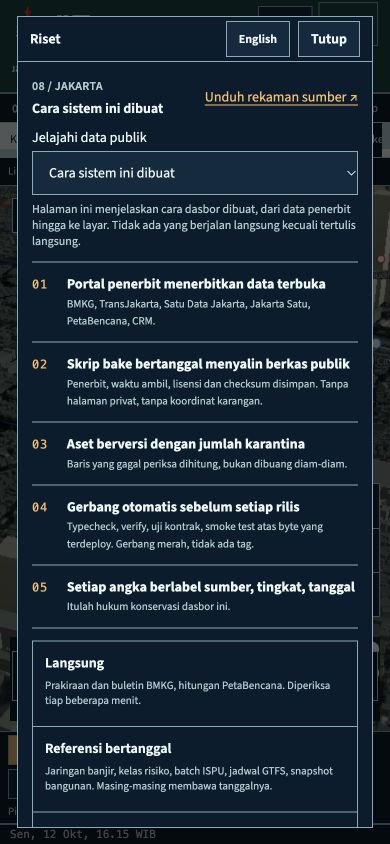 Riset
English
Tutup
08 / JAKARTA
Cara sistem ini dibuat
Unduh rekaman sumber ↗
Jelajahi data publik
Cara sistem ini dibuat
Halaman ini menjelaskan cara dasbor dibuat, dari data penerbit
hingga ke layar. Tidak ada yang berjalan langsung kecuali tertulis
langsung.
01
Portal penerbit menerbitkan data terbuka
BMKG, TransJakarta, Satu Data Jakarta, Jakarta Satu,
PetaBencana, CRM.
02
Skrip bake bertanggal menyalin berkas publik
Penerbit, waktu ambil, lisensi dan checksum disimpan. Tanpa
halaman privat, tanpa koordinat karangan.
03
Aset berversi dengan jumlah karantina
Baris yang gagal periksa dihitung, bukan dibuang diam-diam.
04
Gerbang otomatis sebelum setiap rilis
Typecheck, verify, uji kontrak, smoke test atas byte yang
terdeploy. Gerbang merah, tidak ada tag.
05
Setiap angka berlabel sumber, tingkat, tanggal
Itulah hukum konservasi dasbor ini.
Langsung
Prakiraan dan buletin BMKG, hitungan PetaBencana. Diperiksa
tiap beberapa menit.
Referensi bertanggal
Jaringan banjir, kelas risiko, batch ISPU, jadwal GTFS, snapshot
bangunan. Masing-masing membawa tanggalnya.
Sen, 12 Okt, 16.15 WIB